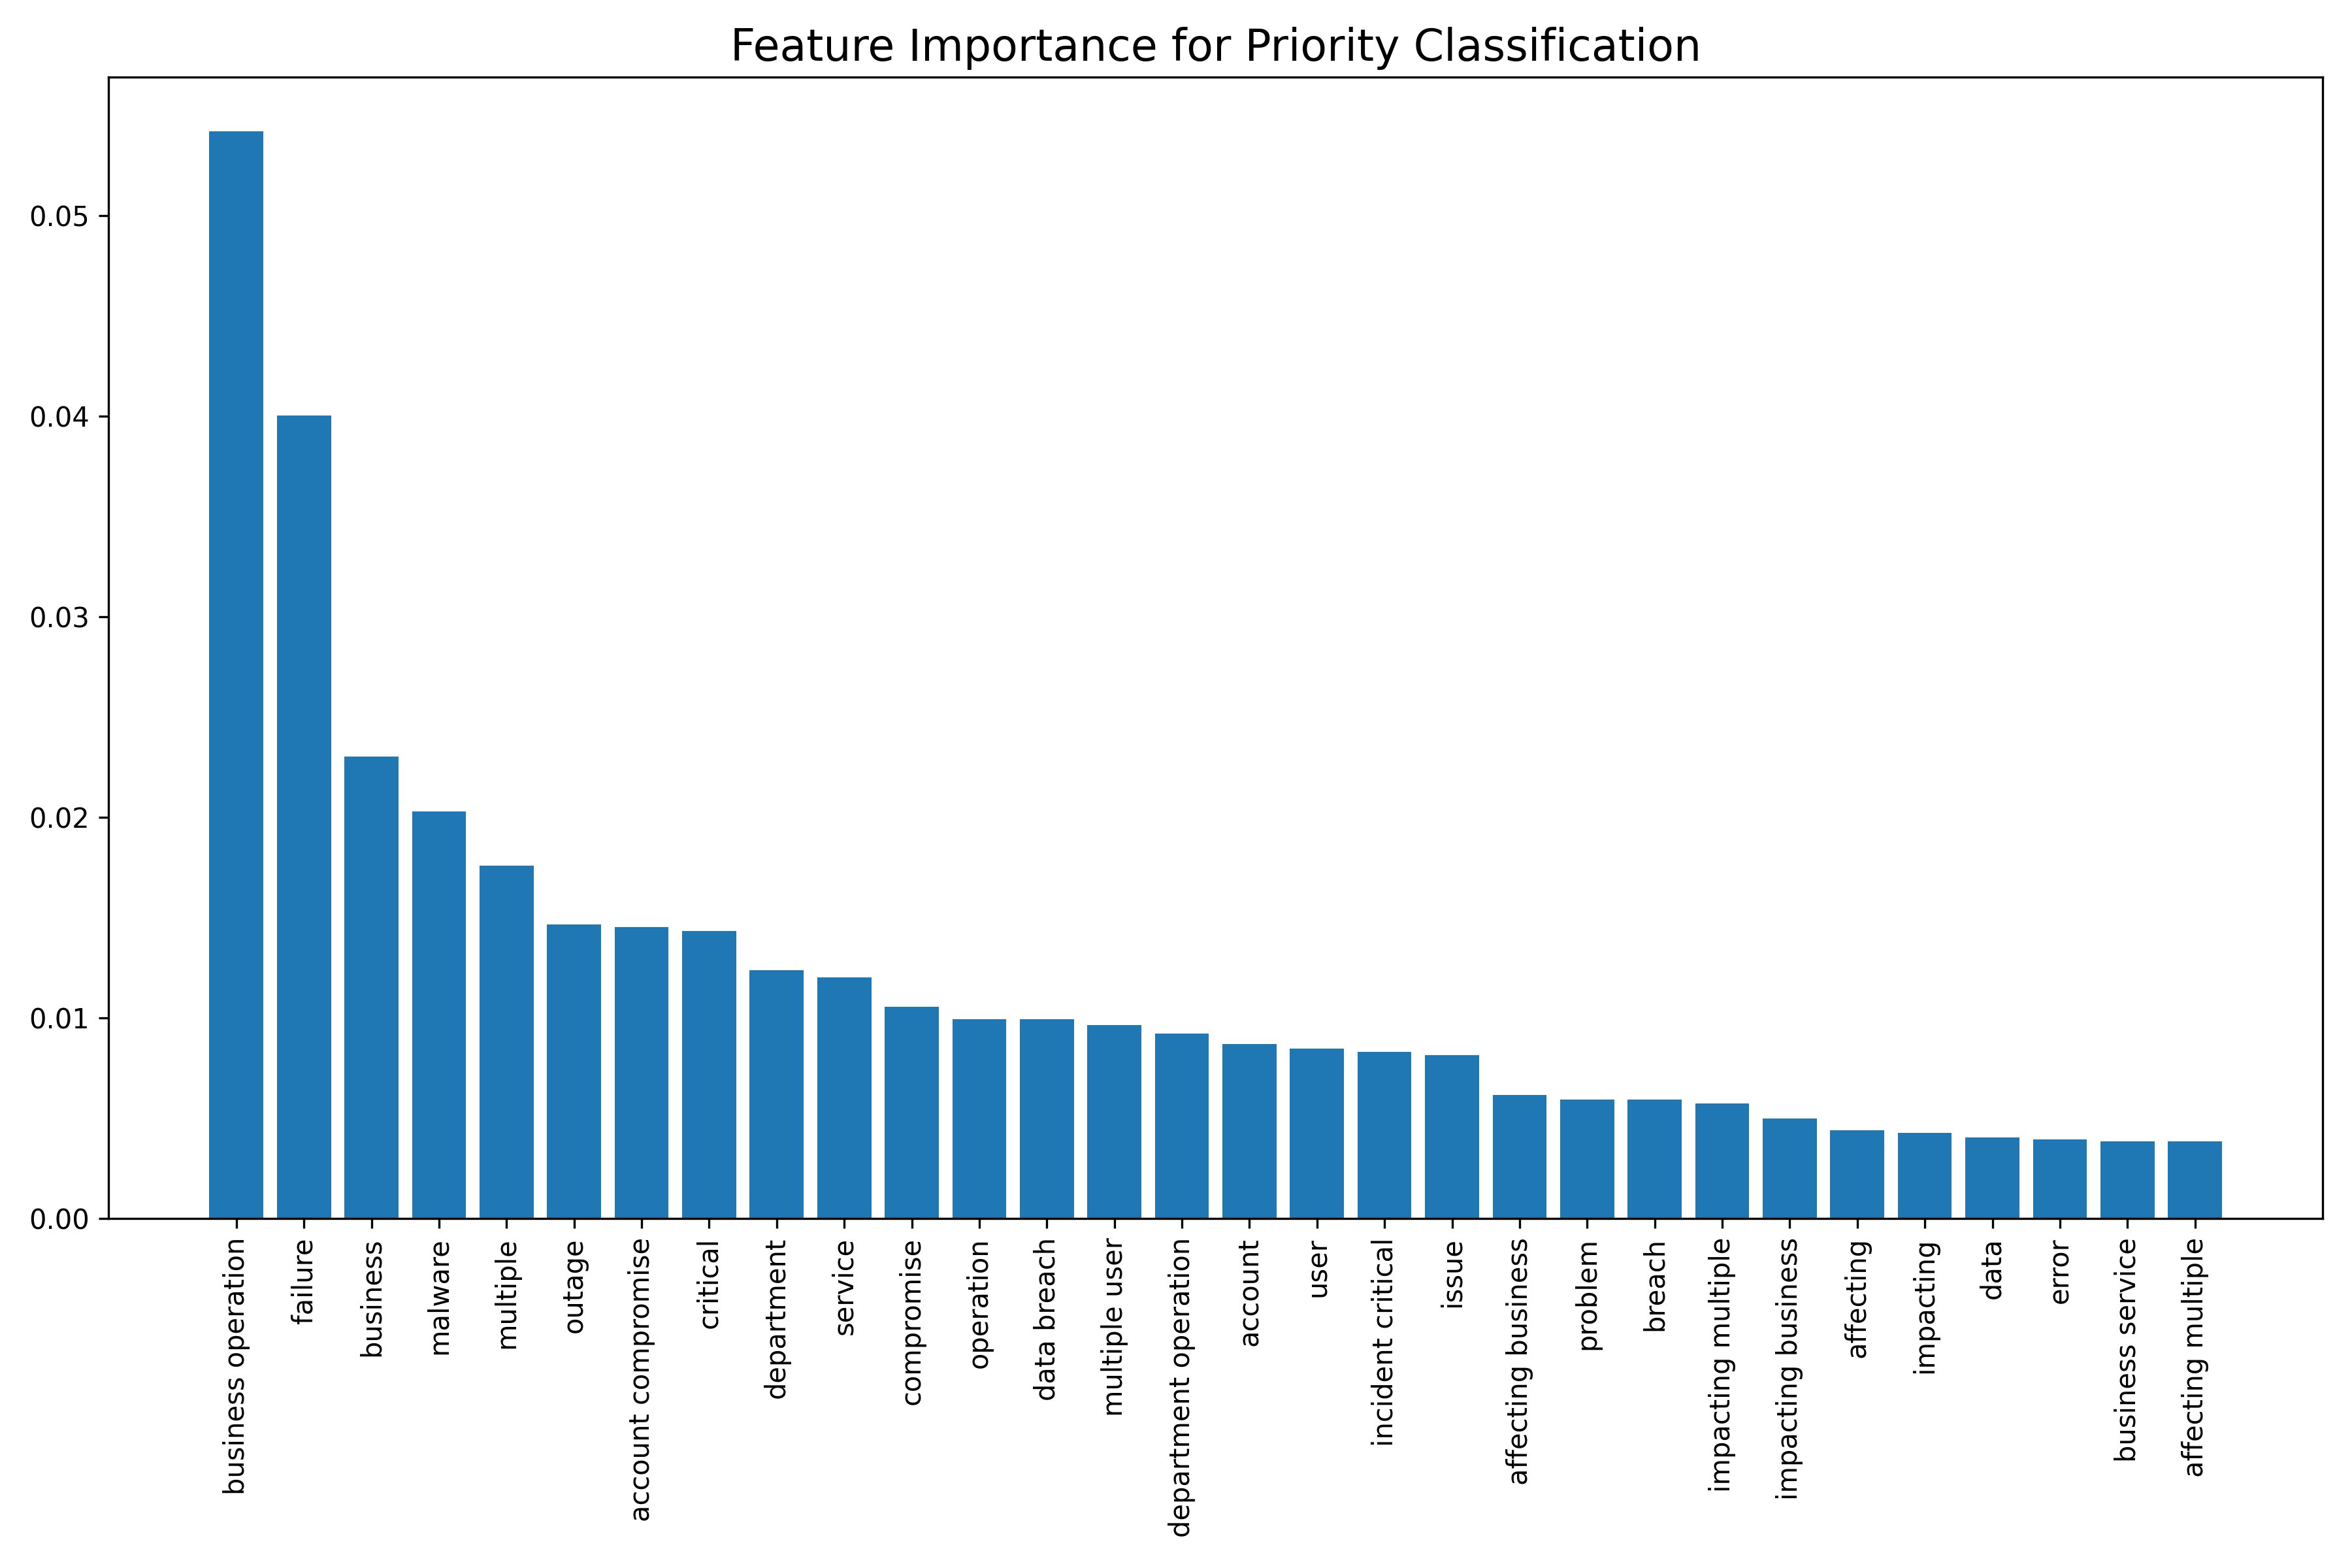 Feature Importance for Priority Classification
0.05
0.04
0.03
0.02
0.01
0.00
business operation
failure
business
malware
multiple
outage
account compromise
critical
department
service
compromise
operation
data breach
multiple user
department operation
account
user
incident critical
issue
affecting business
problem
breach
impacting multiple
impacting business
affecting
impacting
data
error
business service
affecting multiple